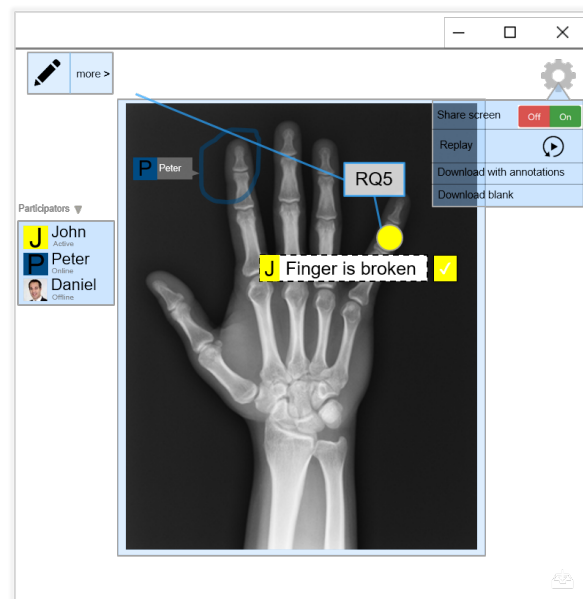 more >
Share screen
Off
On
Replay
Download with annotations
Download blank
P
Peter
RQ5
Participators
J
John
Active
P
Peter
Online
Daniel
Offline
J
Finger is broken